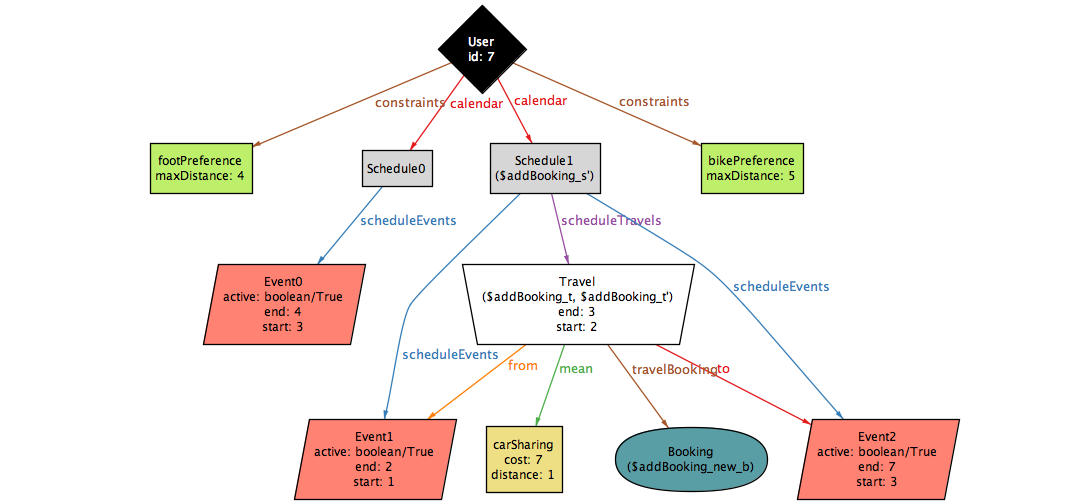 User
id: 7
constraints
calendar
calendar
constraints
footPreference
maxDistance: 4
Schedule0
Schedule1
($addBooking_s')
bikePreference
maxDistance: 5
scheduleEvents
scheduleTravels
scheduleEvents
Event0
active: boolean/True
end: 4
start: 3
Travel
($addBooking_t, $addBooking_t')
end: 3
start: 2
scheduleEvents
from
mean
travelBooking
to
Event1
active: boolean/True
end: 2
start: 1
carSharing
cost: 7
distance: 1
Booking
($addBooking_new_b)
Event2
active: boolean/True
end: 7
start: 3